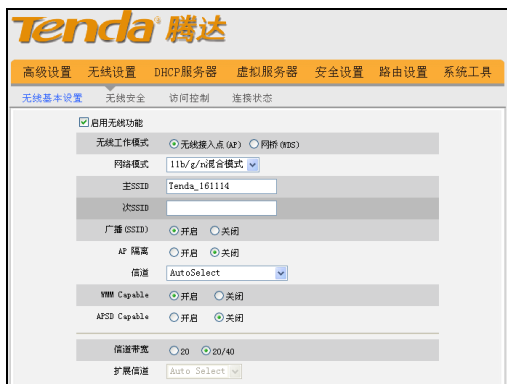 Tenda 腾达
高级设置 无线设置 DHCP服务器 虚拟服务器 安全设置 路由设置 系统工具
无线基本设置 无线安全 访问控制 连接状态
启用无线功能
无线工作模式 无线接入点(AP) 网桥(WDS)
网络模式 11b/g/n混合模式
主SSID Tenda_161114
次SSID
广播(SSID) 开启 关闭
AP 隔离 开启 关闭
信道 AutoSelect
WMM Capable 开启 关闭
APSD Capable 开启 关闭
信道带宽 20 20/40
扩展信道 Auto Select